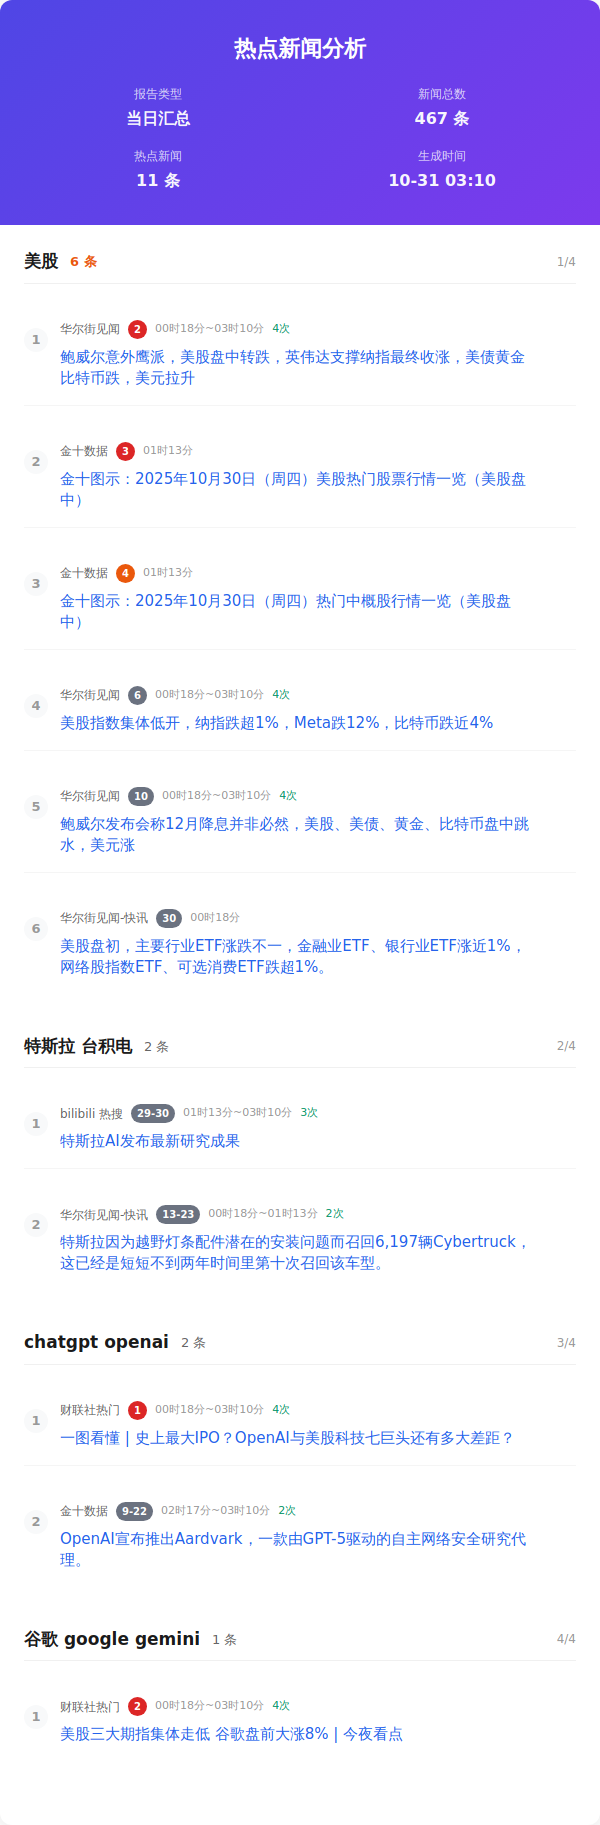 热点新闻分析
报告类型
当日汇总
新闻总数
467 条
热点新闻
11 条
生成时间
10-31 03:10
美股 6 条 1/4
1 华尔街见闻 2 00时18分~03时10分 4次
鲍威尔意外鹰派，美股盘中转跌，英伟达支撑纳指最终收涨，美债黄金
比特币跌，美元拉升
2 金十数据 3 01时13分
金十图示：2025年10月30日（周四）美股热门股票行情一览（美股盘
中）
3 金十数据 4 01时13分
金十图示：2025年10月30日（周四）热门中概股行情一览（美股盘
中）
4 华尔街见闻 6 00时18分~03时10分 4次
美股指数集体低开，纳指跌超1%，Meta跌12%，比特币跌近4%
5 华尔街见闻 10 00时18分~03时10分 4次
鲍威尔发布会称12月降息并非必然，美股、美债、黄金、比特币盘中跳
水，美元涨
6 华尔街见闻-快讯 30 00时18分
美股盘初，主要行业ETF涨跌不一，金融业ETF、银行业ETF涨近1%，
网络股指数ETF、可选消费ETF跌超1%。
特斯拉 台积电 2 条 2/4
1 bilibili 热搜 29-30 01时13分~03时10分 3次
特斯拉AI发布最新研究成果
2 华尔街见闻-快讯 13-23 00时18分~01时13分 2次
特斯拉因为越野灯条配件潜在的安装问题而召回6,197辆Cybertruck，
这已经是短短不到两年时间里第十次召回该车型。
chatgpt openai 2 条 3/4
1 财联社热门 1 00时18分~03时10分 4次
一图看懂 | 史上最大IPO？OpenAI与美股科技七巨头还有多大差距？
2 金十数据 9-22 02时17分~03时10分 2次
OpenAI宣布推出Aardvark，一款由GPT-5驱动的自主网络安全研究代
理。
谷歌 google gemini 1 条 4/4
1 财联社热门 2 00时18分~03时10分 4次
美股三大期指集体走低 谷歌盘前大涨8% | 今夜看点